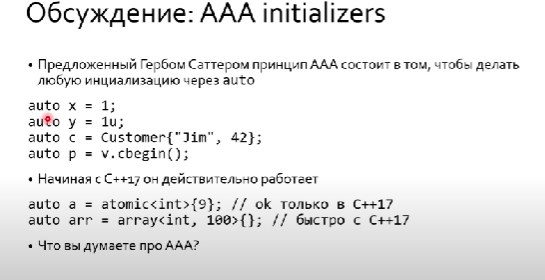 Обсуждение: AAA initializers
• Предложенный Гербом Саттером принцип AAA состоит в том, чтобы делать
любую инциализацию через auto
auto x = 1;
auto y = 1u;
auto c = Customer{"Jim", 42};
auto p = v.cbegin();
• Начиная с C++17 он действительно работает
auto a = atomic<int>{9}; // ok только в C++17
auto arr = array<int, 100>{}; // быстро с C++17
• Что вы думаете про AAA?